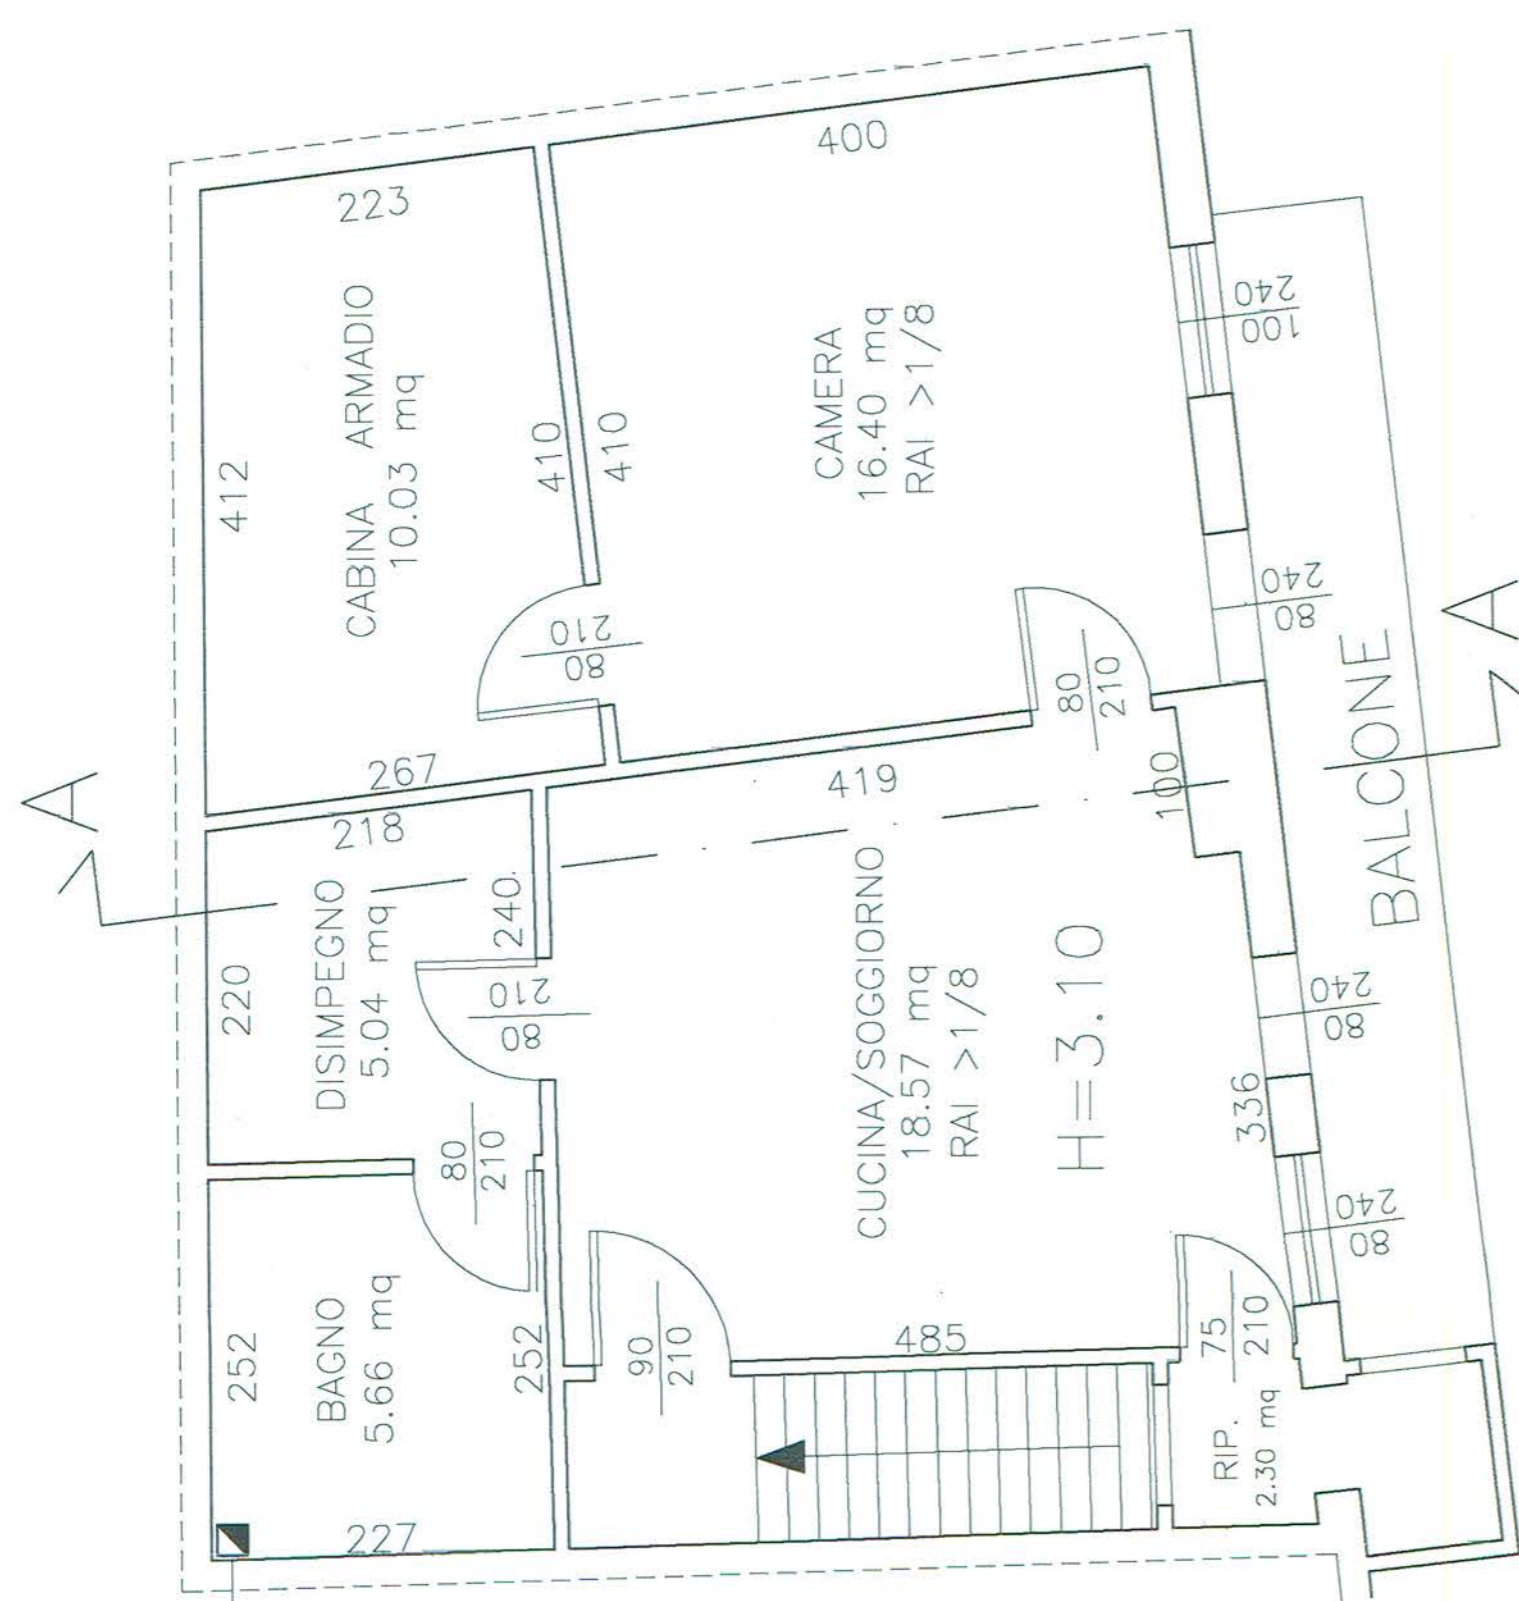 400
223
CABINA ARMADIO
10.03 mq
412
410
410
CAMERA
16.40 mq
RAI >1/8
240
100
210
80
240
80
80
210
267
A
218
419
100
A
BALCONE
DISIMPEGNO
5.04 mq
240
220
210
80
CUCINA/SOGGIORNO
18.57 mq
RAI >1/8
H=3.10
240
80
336
80
210
240
80
BAGNO
5.66 mq
252
252
90
210
485
75
210
RIP.
2.30 mq
227